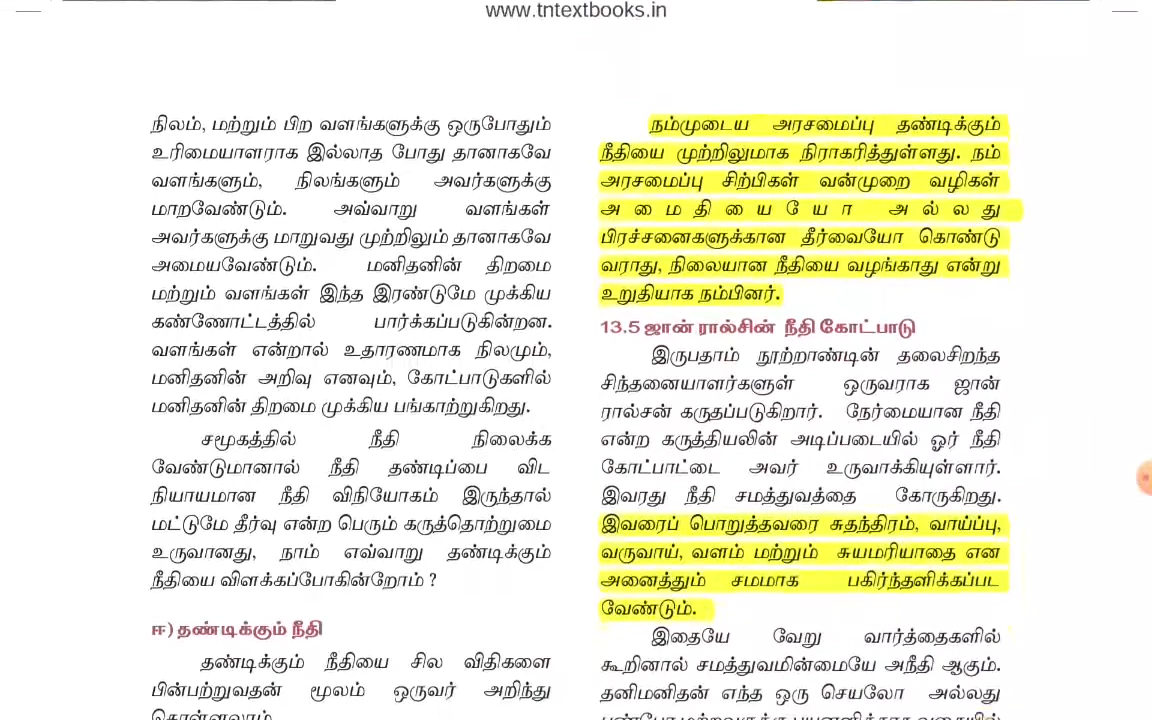 www.tntextbooks.in
நிலம், மற்றும் பிற வளங்களுக்கு ஒருபோதும்
உரிமையாளராக இல்லாத போது தானாகவே
வளங்களும், நிலங்களும் அவர்களுக்கு
மாறவேண்டும். அவ்வாறு வளங்கள்
அவர்களுக்கு மாறுவது முற்றிலும் தானாகவே
அமையவேண்டும். மனிதனின் திறமை
மற்றும் வளங்கள் இந்த இரண்டுமே முக்கிய
கண்ணோட்டத்தில் பார்க்கப்படுகின்றன.
வளங்கள் என்றால் உதாரணமாக நிலமும்,
மனிதனின் அறிவு எனவும், கோட்பாடுகளில்
மனிதனின் திறமை முக்கிய பங்காற்றுகிறது.
சமூகத்தில் நீதி நிலைக்க
வேண்டுமானால் நீதி தண்டிப்பை விட
நியாயமான நீதி விநியோகம் இருந்தால்
மட்டுமே தீர்வு என்ற பெரும் கருத்தொற்றுமை
உருவானது, நாம் எவ்வாறு தண்டிக்கும்
நீதியை விளக்கப்போகின்றோம் ?
ஈ) தண்டிக்கும் நீதி
தண்டிக்கும் நீதியை சில விதிகளை
பின்பற்றுவதன் மூலம் ஒருவர் அறிந்து
கொள்ளலாம்.
நம்முடைய அரசமைப்பு தண்டிக்கும்
நீதியை முற்றிலுமாக நிராகரித்துள்ளது. நம்
அரசமைப்பு சிற்பிகள் வன்முறை வழிகள்
அமைதியையோ அல்லது
பிரச்சனைகளுக்கான தீர்வையோ கொண்டு
வராது, நிலையான நீதியை வழங்காது என்று
உறுதியாக நம்பினர்.
13.5 ஜான் ரால்சின் நீதி கோட்பாடு
இருபதாம் நூற்றாண்டின் தலைசிறந்த
சிந்தனையாளர்களுள் ஒருவராக ஜான்
ரால்சன் கருதப்படுகிறார். நேர்மையான நீதி
என்ற கருத்தியலின் அடிப்படையில் ஓர் நீதி
கோட்பாட்டை அவர் உருவாக்கியுள்ளார்.
இவரது நீதி சமத்துவத்தை கோருகிறது.
இவரைப் பொறுத்தவரை சுதந்திரம், வாய்ப்பு,
வருவாய், வளம் மற்றும் சுயமரியாதை என
அனைத்தும் சமமாக பகிர்ந்தளிக்கப்பட
வேண்டும்.
இதையே வேறு வார்த்தைகளில்
கூறினால் சமத்துவமின்மையே அநீதி ஆகும்.
தனிமனிதன் எந்த ஒரு செயலோ அல்லது